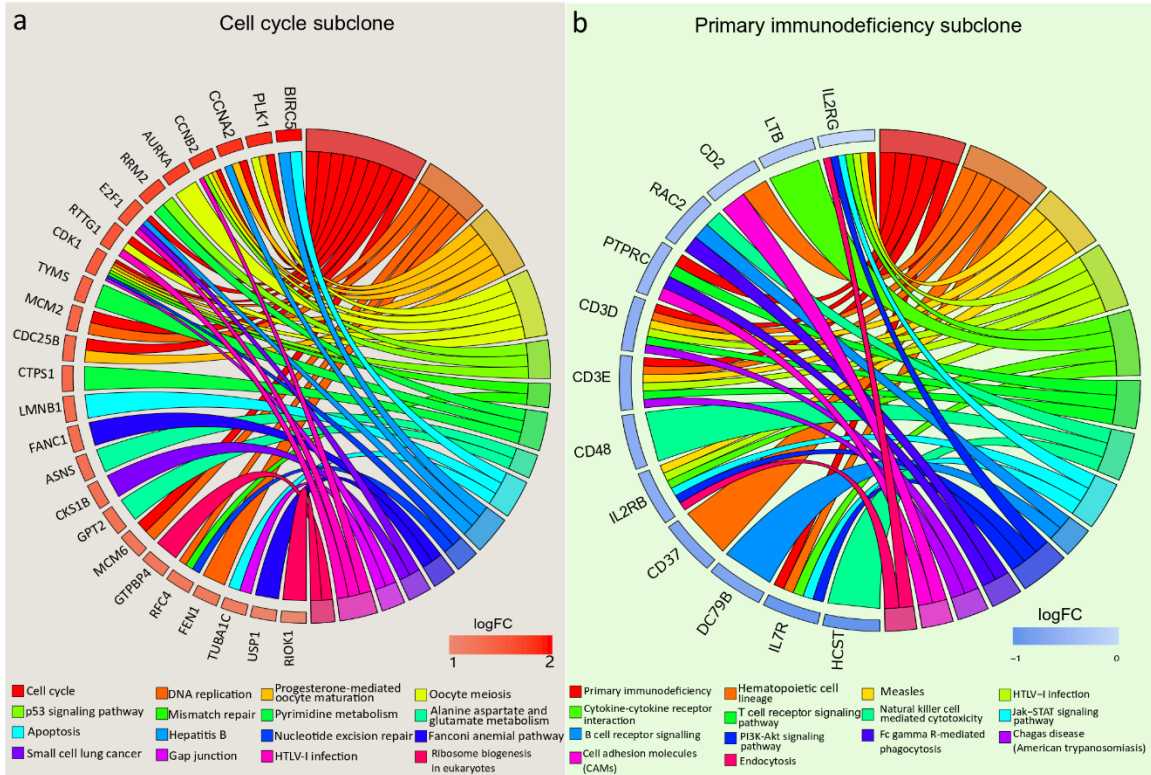 a
Cell cycle subclone
BIRC5
PLK1
CCNA2
CCNB2
AURKA
RRM2
E2F1
RTTG1
CDK1
TYMS
MCM2
CDC25B
CTPS1
LMNB1
FANC1
ASNS
CKS1B
GPT2
MCM6
GTPBP4
RFC4
FEN1
TUBA1C
USP1
RIOK1
logFC
1 2
Cell cycle
DNA replication
Progesterone-mediated
oocyte maturation
Oocyte meiosis
p53 signaling pathway
Mismatch repair
Pyrimidine metabolism
Alanine aspartate and
glutamate metabolism
Apoptosis
Hepatitis B
Nucleotide excision repair
Fanconi anemial pathway
Small cell lung cancer
Gap junction
HTLV-I infection
Ribosome biogenesis
in eukaryotes
b
Primary immunodeficiency subclone
IL2RG
LTB
CD2
RAC2
PTPRC
CD3D
CD3E
CD48
IL2RB
CD37
DC79B
IL7R
HCST
logFC
−1 0
Primary immunodeficiency
Hematopoietic cell
lineage
Measles
HTLV−I infection
Cytokine-cytokine receptor
interaction
T cell receptor signaling
pathway
Natural killer cell
mediated cytotoxicity
Jak−STAT signaling
pathway
B cell receptor signalling
PI3K-Akt signaling
pathway
Fc gamma R-mediated
phagocytosis
Chagas disease
(American trypanosomiasis)
Cell adhesion molecules
(CAMs)
Endocytosis